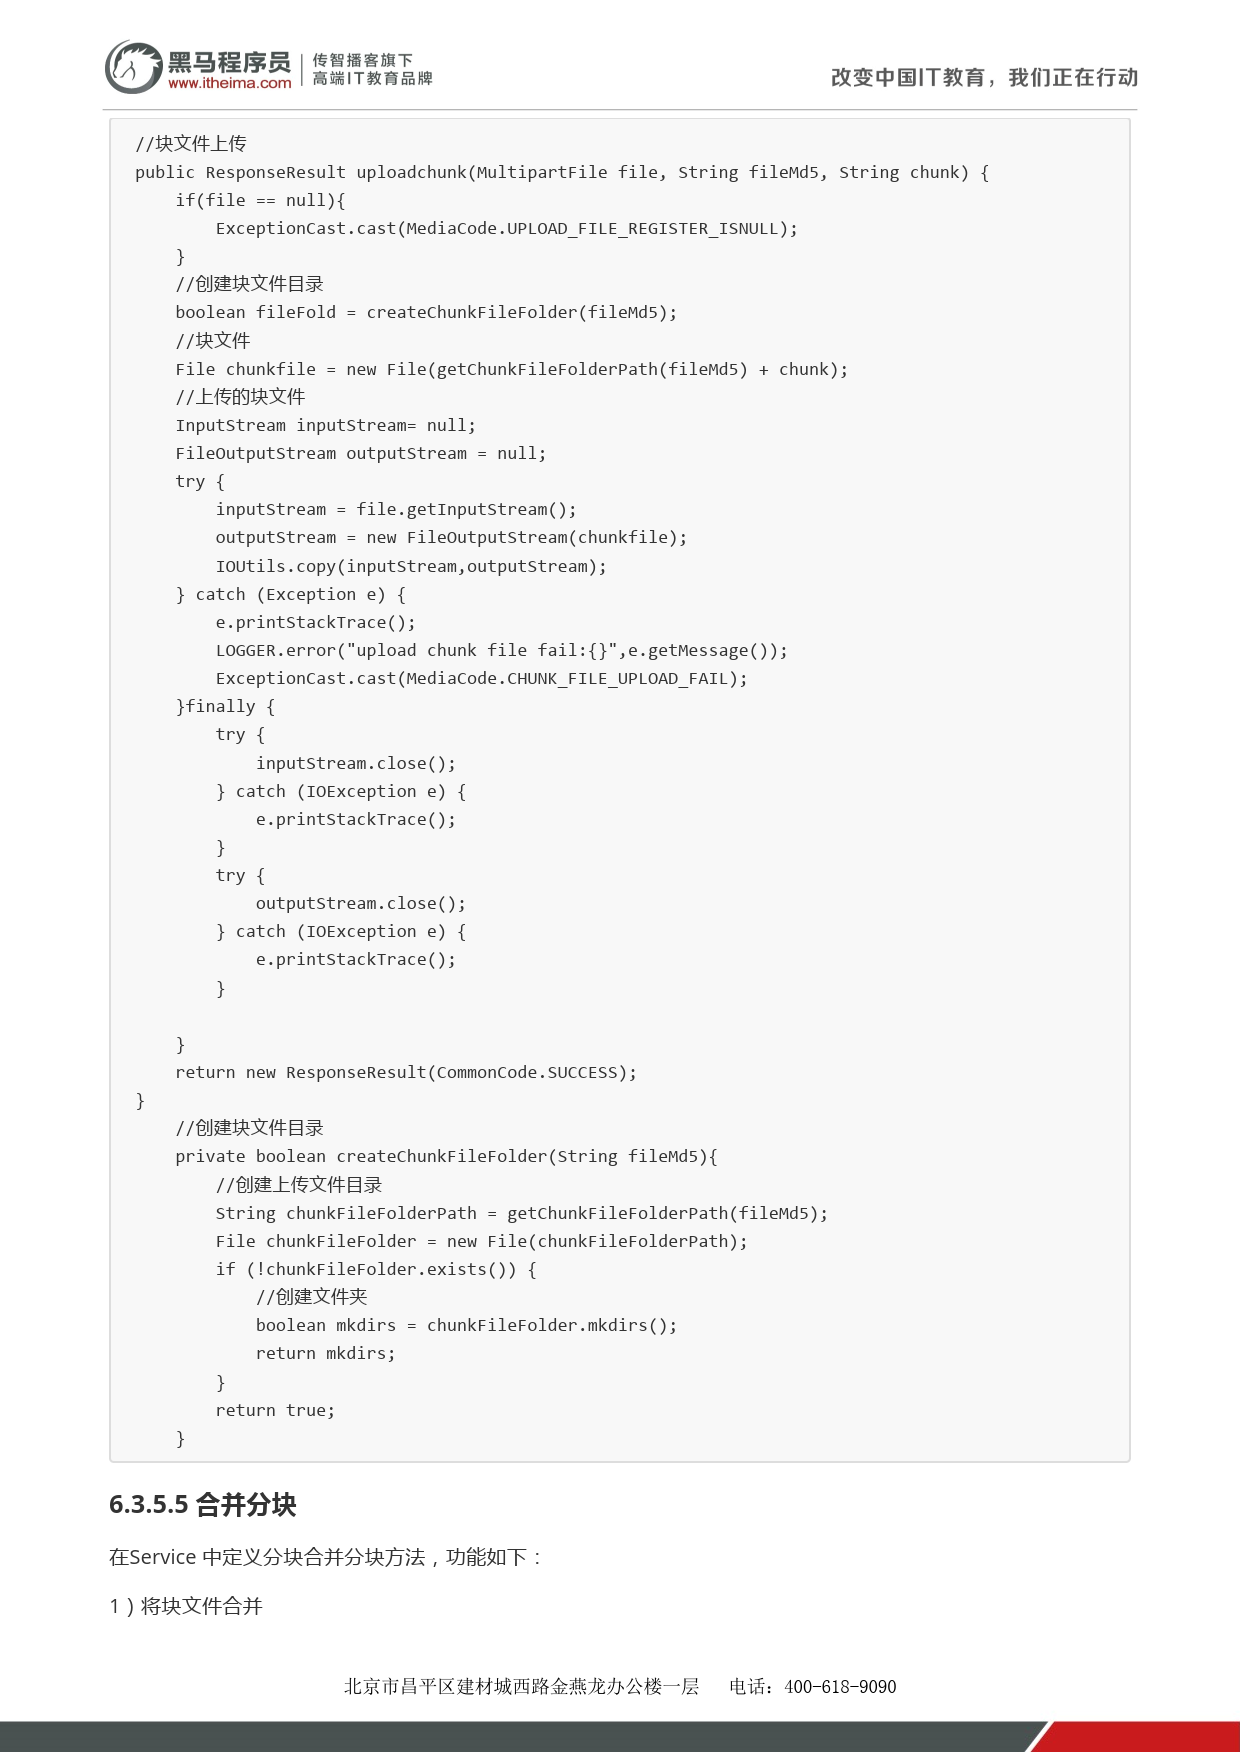 黑马程序员
www.itheima.com
传智播客旗下
高端IT教育品牌
改变中国IT教育，我们正在行动
//块文件上传
public ResponseResult uploadchunk(MultipartFile file, String fileMd5, String chunk) {
    if(file == null){
        ExceptionCast.cast(MediaCode.UPLOAD_FILE_REGISTER_ISNULL);
    }
    //创建块文件目录
    boolean fileFold = createChunkFileFolder(fileMd5);
    //块文件
    File chunkfile = new File(getChunkFileFolderPath(fileMd5) + chunk);
    //上传的块文件
    InputStream inputStream= null;
    FileOutputStream outputStream = null;
    try {
        inputStream = file.getInputStream();
        outputStream = new FileOutputStream(chunkfile);
        IOUtils.copy(inputStream,outputStream);
    } catch (Exception e) {
        e.printStackTrace();
        LOGGER.error("upload chunk file fail:{}",e.getMessage());
        ExceptionCast.cast(MediaCode.CHUNK_FILE_UPLOAD_FAIL);
    }finally {
        try {
            inputStream.close();
        } catch (IOException e) {
            e.printStackTrace();
        }
        try {
            outputStream.close();
        } catch (IOException e) {
            e.printStackTrace();
        }
    }
    return new ResponseResult(CommonCode.SUCCESS);
}
    //创建块文件目录
    private boolean createChunkFileFolder(String fileMd5){
        //创建上传文件目录
        String chunkFileFolderPath = getChunkFileFolderPath(fileMd5);
        File chunkFileFolder = new File(chunkFileFolderPath);
        if (!chunkFileFolder.exists()) {
            //创建文件夹
            boolean mkdirs = chunkFileFolder.mkdirs();
            return mkdirs;
        }
        return true;
    }
6.3.5.5 合并分块
在Service 中定义分块合并分块方法，功能如下：
1）将块文件合并
北京市昌平区建材城西路金燕龙办公楼一层 电话：400-618-9090